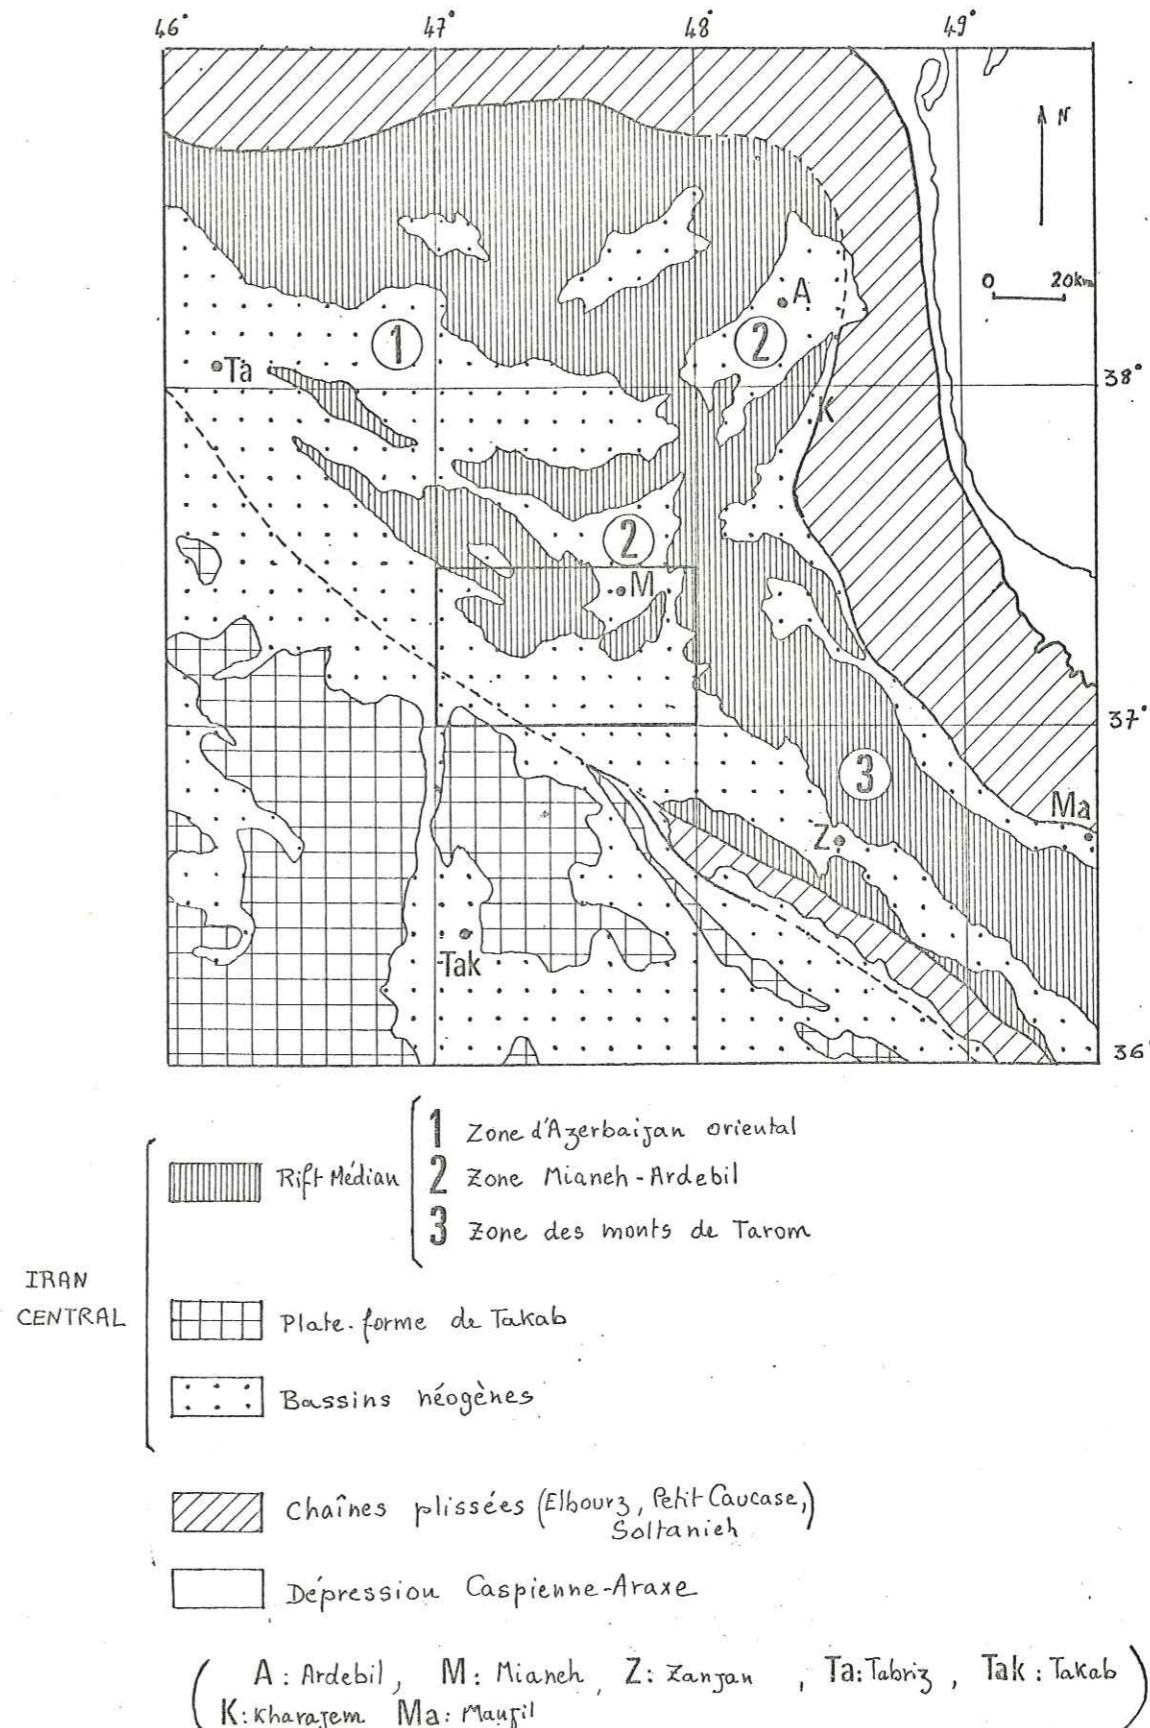 46° 47° 48° 49°
N
0 20km
A
2
1
Ta
38°
K
2
M
37°
3
Ma
Z
Tak
36°
1 Zone d'Azerbaijan oriental
Rift Médian
2 Zone Mianeh-Ardebil
3 Zone des monts de Tarom
IRAN
CENTRAL
Plate-forme de Takab
Bassins néogènes
Chaînes plissées (Elbourz, Petit Caucase,)
Soltanieh
Dépression Caspienne-Araxe
(A: Ardebil, M: Mianeh, Z: Zanjan, Ta: Tabriz, Tak: Takab)
K: Kharajem Ma: Manjil